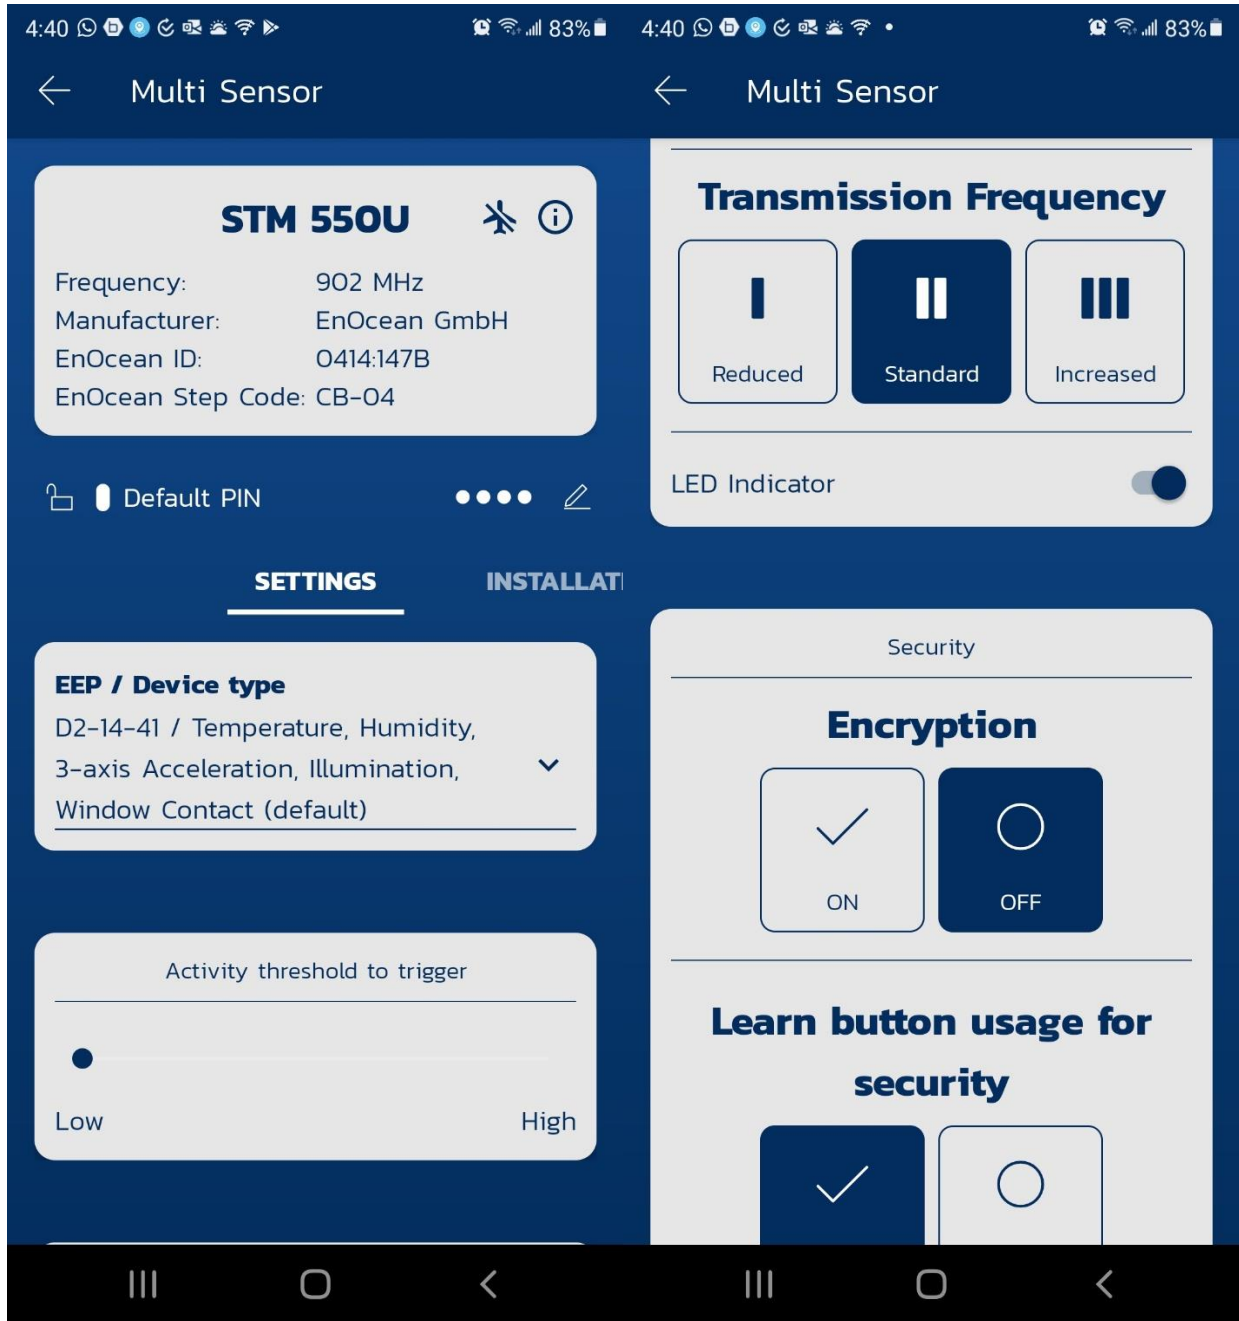 4:40
83%
Multi Sensor
STM 550U
Frequency: 902 MHz
Manufacturer: EnOcean GmbH
EnOcean ID: 0414:147B
EnOcean Step Code: CB-04
Default PIN
SETTINGS INSTALLATI
EEP / Device type
D2-14-41 / Temperature, Humidity,
3-axis Acceleration, Illumination,
Window Contact (default)
Activity threshold to trigger
Low High
4:40
83%
Multi Sensor
Transmission Frequency
Reduced Standard Increased
LED Indicator
Security
Encryption
ON OFF
Learn button usage for
security